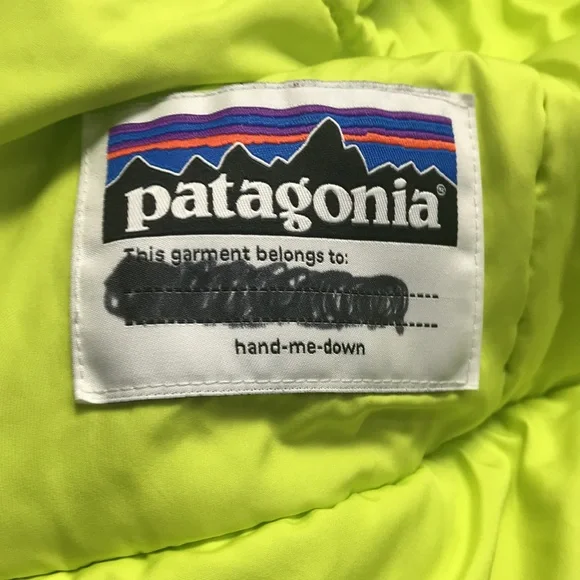 patagonia®
This garment belongs to:
hand-me-down